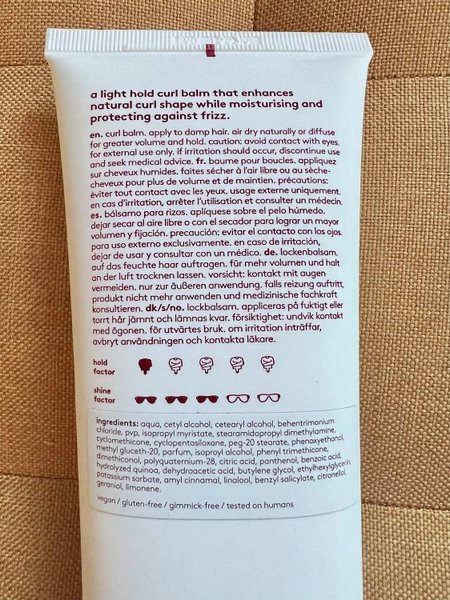 a light hold curl balm that enhances
natural curl shape while moisturising and
protecting against frizz.
en. curl balm. apply to damp hair. air dry naturally or diffuse
for greater volume and hold. caution: avoid contact with eyes.
for external use only. if irritation should occur, discontinue use
and seek medical advice. fr. baume pour boucles. appliquez
sur cheveux humides. faites sécher à l'air libre ou au sèche-
cheveux pour plus de volume et de maintien. précautions:
éviter tout contact avec les yeux. usage externe uniquement.
en cas d'irritation, arrêter l'utilisation et consulter un médecin.
es. bálsamo para rizos. aplíquese sobre el pelo húmedo.
dejar secar al aire libre o con el secador para lograr un mayor
volumen y fijación. precaución: evitar el contacto con los ojos.
para uso externo exclusivamente. en caso de irritación,
dejar de usar y consultar con un médico. de. lockenbalsam.
auf das feuchte haar auftragen. für mehr volumen und halt
an der luft trocknen lassen. vorsicht: kontakt mit augen
vermeiden. nur zur äußeren anwendung. falls reizung auftritt,
produkt nicht mehr anwenden und medizinische fachkraft
konsultieren. dk/s/no. lockbalsam. appliceras på fuktigt eller
torrt hår jämnt och lämnas kvar. försiktighet: undvik kontakt
med ögonen. för utvärtes bruk. om irritation inträffar,
avbryt användningen och kontakta läkare.
hold
factor
shine
factor
ingredients: aqua, cetyl alcohol, cetearyl alcohol, behentrimonium
chloride, pvp, isopropyl myristate, stearamidopropyl dimethylamine,
cyclomethicone, cyclopentasiloxane, peg-20 stearate, phenoxyethanol,
methyl gluceth-20, parfum, isopropyl alcohol, phenyl trimethicone,
dimethiconol, polyquaternium-28, citric acid, panthenol, benzoic acid,
hydrolyzed quinoa, dehydroacetic acid, butylene glycol, ethylhexylglycerin,
potassium sorbate, amyl cinnamal, linalool, benzyl salicylate, citronellol,
geraniol, limonene.
vegan / gluten-free / gimmick-free / tested on humans